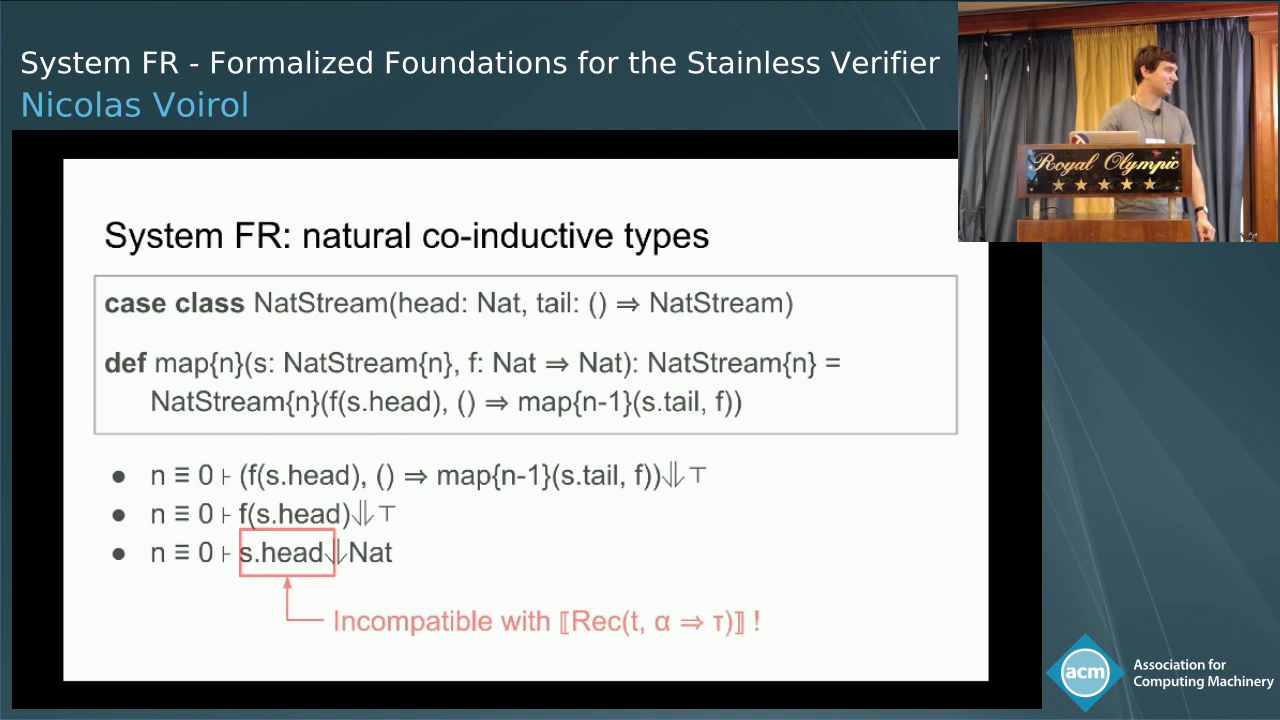 System FR - Formalized Foundations for the Stainless Verifier
Nicolas Voirol
Royal Olympic
System FR: natural co-inductive types
case class NatStream(head: Nat, tail: () ⇒ NatStream)
def map{n}(s: NatStream{n}, f: Nat ⇒ Nat): NatStream{n} =
NatStream{n}(f(s.head), () ⇒ map{n-1}(s.tail, f))
● n ≡ 0 ⊦ (f(s.head), () ⇒ map{n-1}(s.tail, f))⇓⊤
● n ≡ 0 ⊦ f(s.head)⇓⊤
● n ≡ 0 ⊦ s.head⇓Nat
Incompatible with ⟦Rec(t, α ⇒ τ)⟧ !
acm
Association for
Computing Machinery